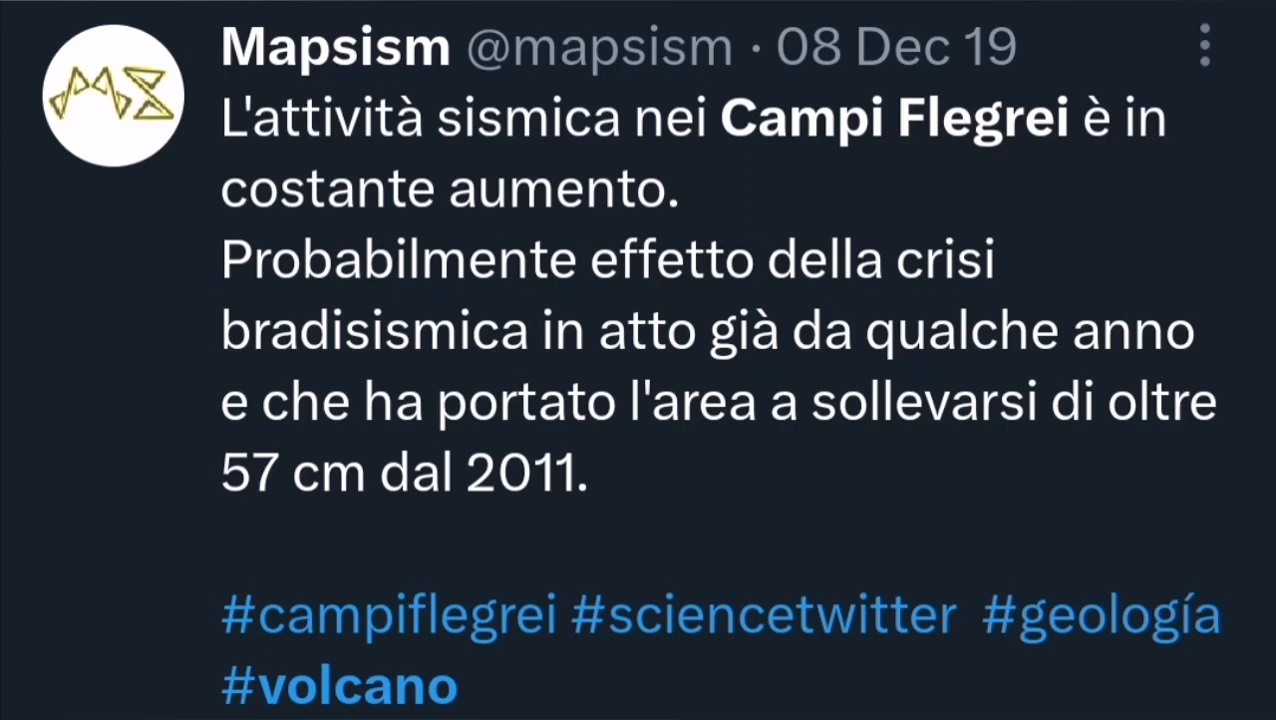 Mapsism @mapsism · 08 Dec 19
L'attività sismica nei Campi Flegrei è in
costante aumento.
Probabilmente effetto della crisi
bradisismica in atto già da qualche anno
e che ha portato l'area a sollevarsi di oltre
57 cm dal 2011.
#campiflegrei #sciencetwitter #geología
#volcano